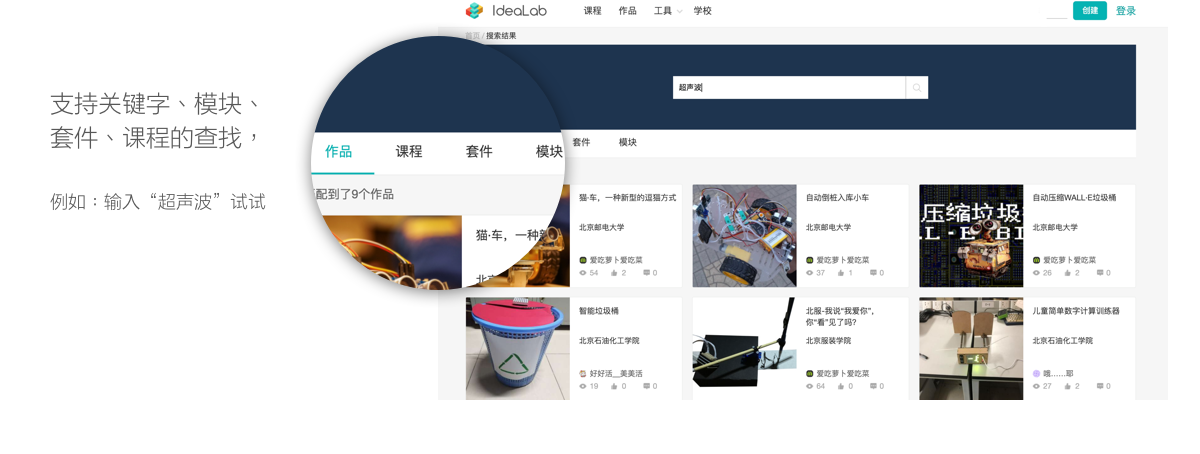 IdeaLab
课程 作品 工具 学校
创建 登录
首页 / 搜索结果
支持关键字、模块、
套件、课程的查找，
例如：输入“超声波”试试
超声波
作品 课程 套件 模块
套件 模块
配到了9个作品
猫·车，一种新
猫·车，一种新型的逗猫方式
北京邮电大学
爱吃萝卜爱吃菜
54 2 0
自动倒桩入库小车
北京邮电大学
爱吃萝卜爱吃菜
37 1 0
压缩垃圾
自动压缩WALL·E垃圾桶
北京邮电大学
爱吃萝卜爱吃菜
26 2 0
智能垃圾桶
北京石油化工学院
好好活__美美活
19 0 0
北服-我说“我爱你”，
你“看”见了吗?
北京服装学院
爱吃萝卜爱吃菜
64 0 0
儿童简单数字计算训练器
北京石油化工学院
哦……耶
27 2 0